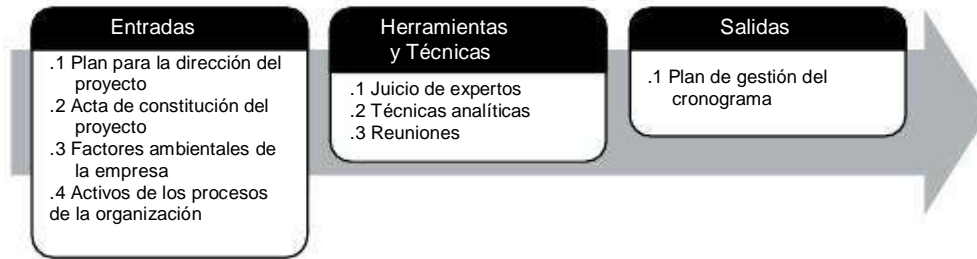 Entradas
.1 Plan para la dirección del
proyecto
.2 Acta de constitución del
proyecto
.3 Factores ambientales de
la empresa
.4 Activos de los procesos
de la organización
Herramientas
y Técnicas
.1 Juicio de expertos
.2 Técnicas analíticas
.3 Reuniones
Salidas
.1 Plan de gestión del
cronograma